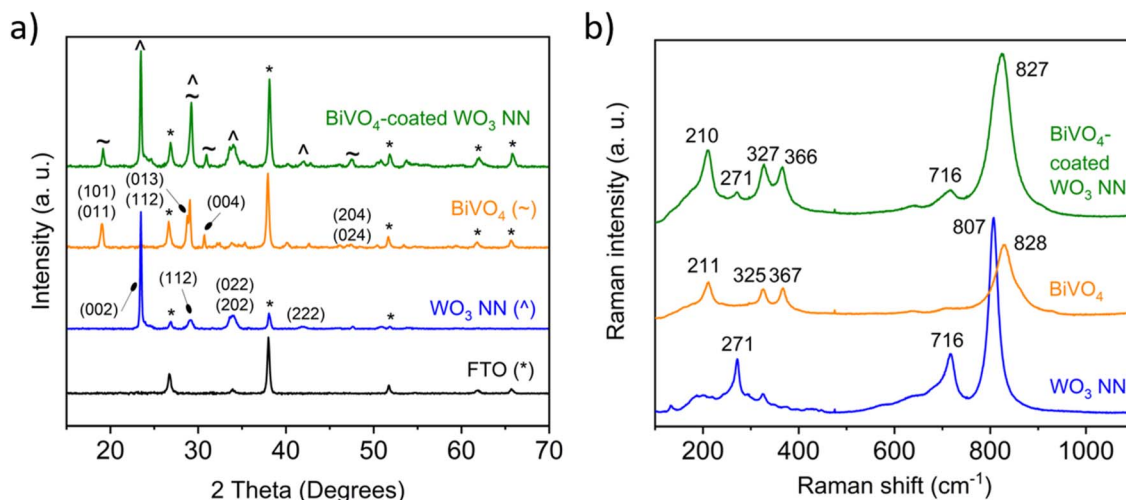 a)
^
^
~
*
BiVO₄-coated WO₃ NN
~
*
~
^
^
~
*
*
*
(101)
(011)
(013)
(112)
(004)
*
BiVO₄ (~)
(204)
(024)
*
*
*
(002)
*
(112)
(022)
(202)
*
(222)
WO₃ NN (^)
*
FTO (*)
Intensity (a. u.)
20 30 40 50 60 70
2 Theta (Degrees)
b)
827
210
271
327
366
716
BiVO₄-
coated
WO₃ NN
807
828
211
325
367
BiVO₄
271
716
WO₃ NN
Raman intensity (a. u.)
200 400 600 800 1000
Raman shift (cm⁻¹)